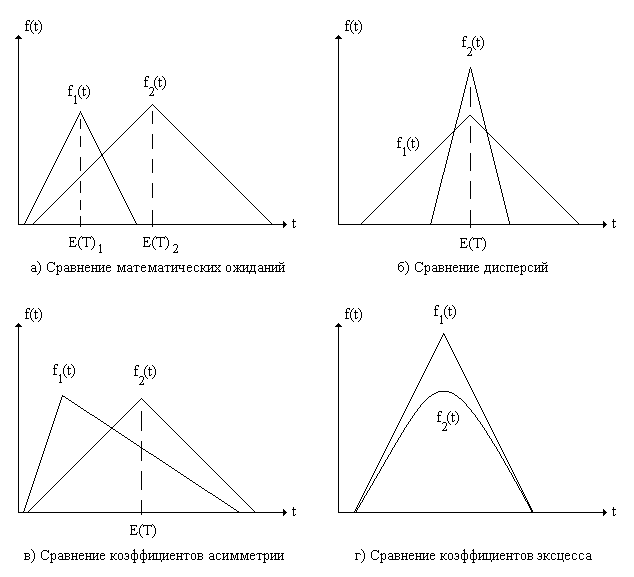 f(t)
f1(t)
f2(t)
t
E(T)1
E(T)2
а) Сравнение математических ожиданий
f(t)
f2(t)
f1(t)
t
E(T)
б) Сравнение дисперсий
f(t)
f1(t)
f2(t)
t
E(T)
в) Сравнение коэффициентов асимметрии
f(t)
f1(t)
f2(t)
t
г) Сравнение коэффициентов эксцесса